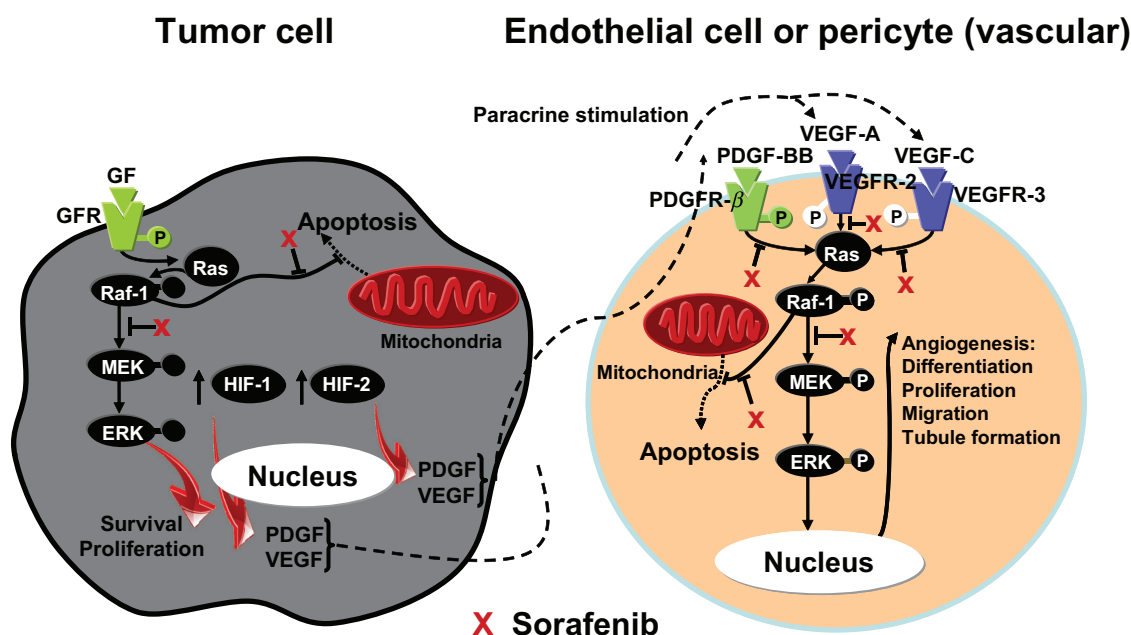 Tumor cell
Endothelial cell or pericyte (vascular)
Paracrine stimulation
GF
GFR
P
Ras
Raf-1
X
Apoptosis
X
Mitochondria
MEK
HIF-1
HIF-2
ERK
Nucleus
PDGF
VEGF
Survival
Proliferation
PDGF
VEGF
VEGF-A
PDGF-BB
VEGF-C
PDGFR-β
VEGFR-2
VEGFR-3
P
P
P
X
Ras
X
X
Raf-1
P
X
Mitochondria
MEK
P
X
Apoptosis
ERK
P
Angiogenesis:
Differentiation
Proliferation
Migration
Tubule formation
Nucleus
X Sorafenib